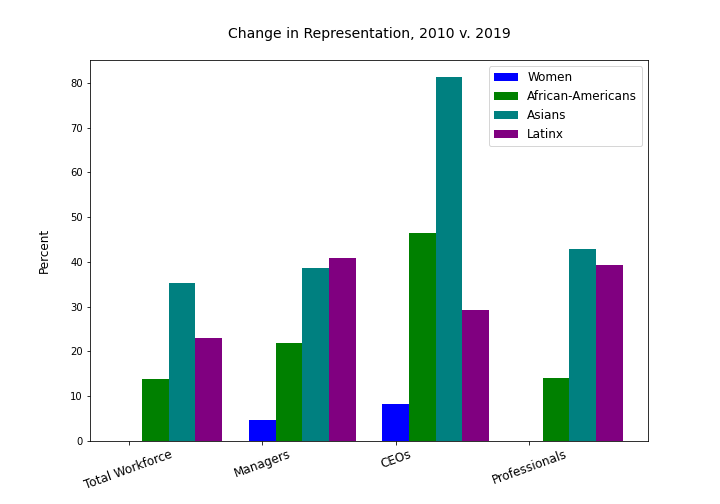 Change in Representation, 2010 v. 2019
Women
African-Americans
Asians
Latinx
Percent
80
70
60
50
40
30
20
10
0
Total Workforce
Managers
CEOs
Professionals